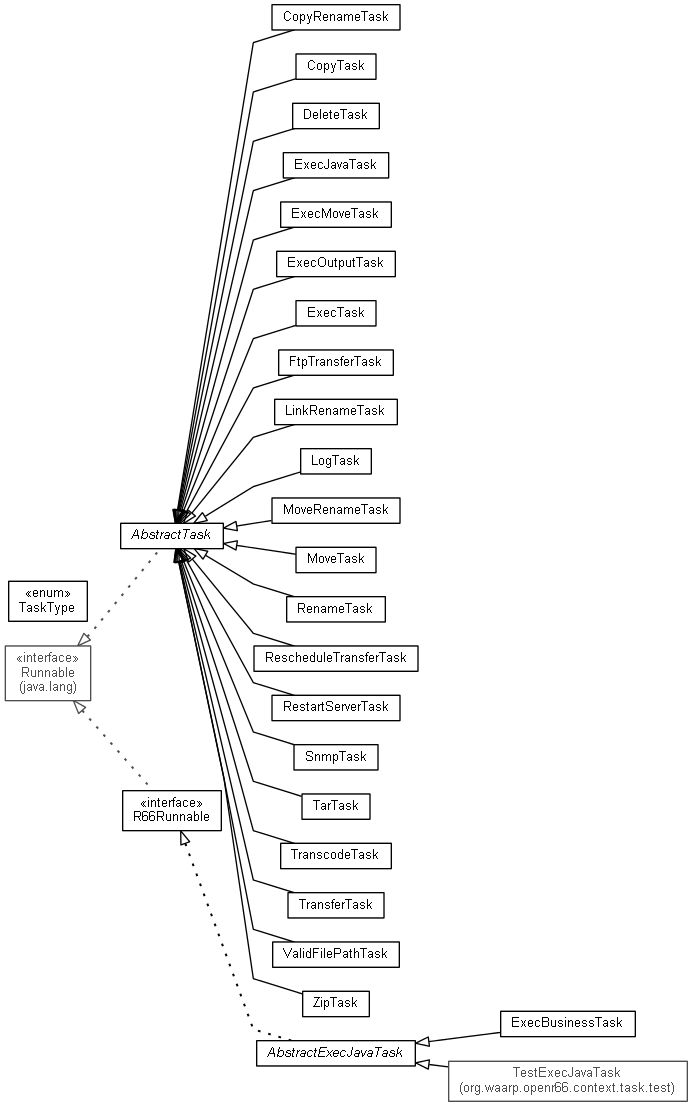 CopyRenameTask
CopyTask
DeleteTask
ExecJavaTask
ExecMoveTask
ExecOutputTask
ExecTask
FtpTransferTask
LinkRenameTask
LogTask
MoveRenameTask
AbstractTask
MoveTask
«enum»
TaskType
RenameTask
«interface»
Runnable
(java.lang)
RescheduleTransferTask
RestartServerTask
SnmpTask
«interface»
R66Runnable
TarTask
TranscodeTask
TransferTask
ValidFilePathTask
ZipTask
ExecBusinessTask
AbstractExecJavaTask
TestExecJavaTask
(org.waarp.openr66.context.task.test)